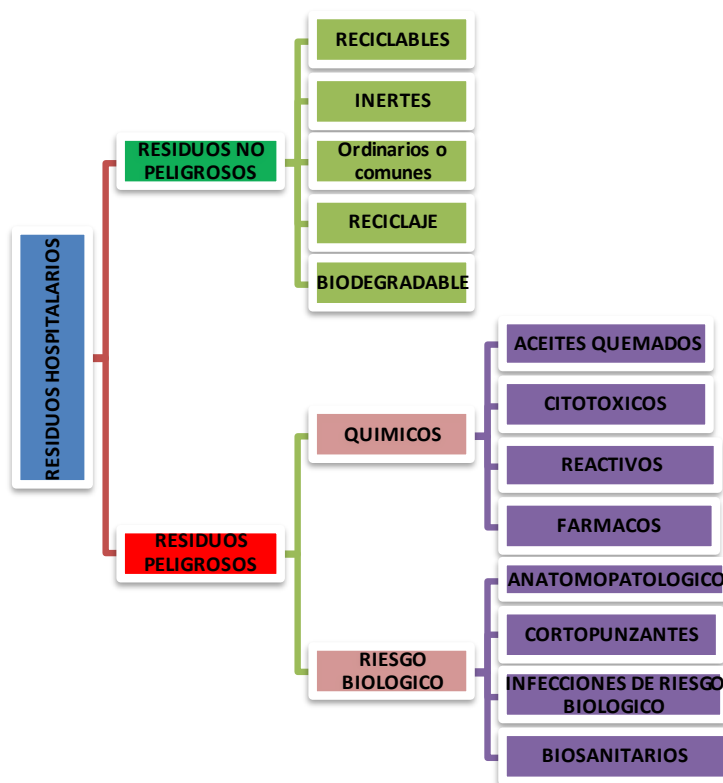 RESIDUOS HOSPITALARIOS
RESIDUOS NO
PELIGROSOS
RECICLABLES
INERTES
Ordinarios o
comunes
RECICLAJE
BIODEGRADABLE
RESIDUOS
PELIGROSOS
QUIMICOS
ACEITES QUEMADOS
CITOTOXICOS
REACTIVOS
FARMACOS
RIESGO
BIOLOGICO
ANATOMOPATOLOGICO
CORTOPUNZANTES
INFECCIONES DE RIESGO
BIOLOGICO
BIOSANITARIOS